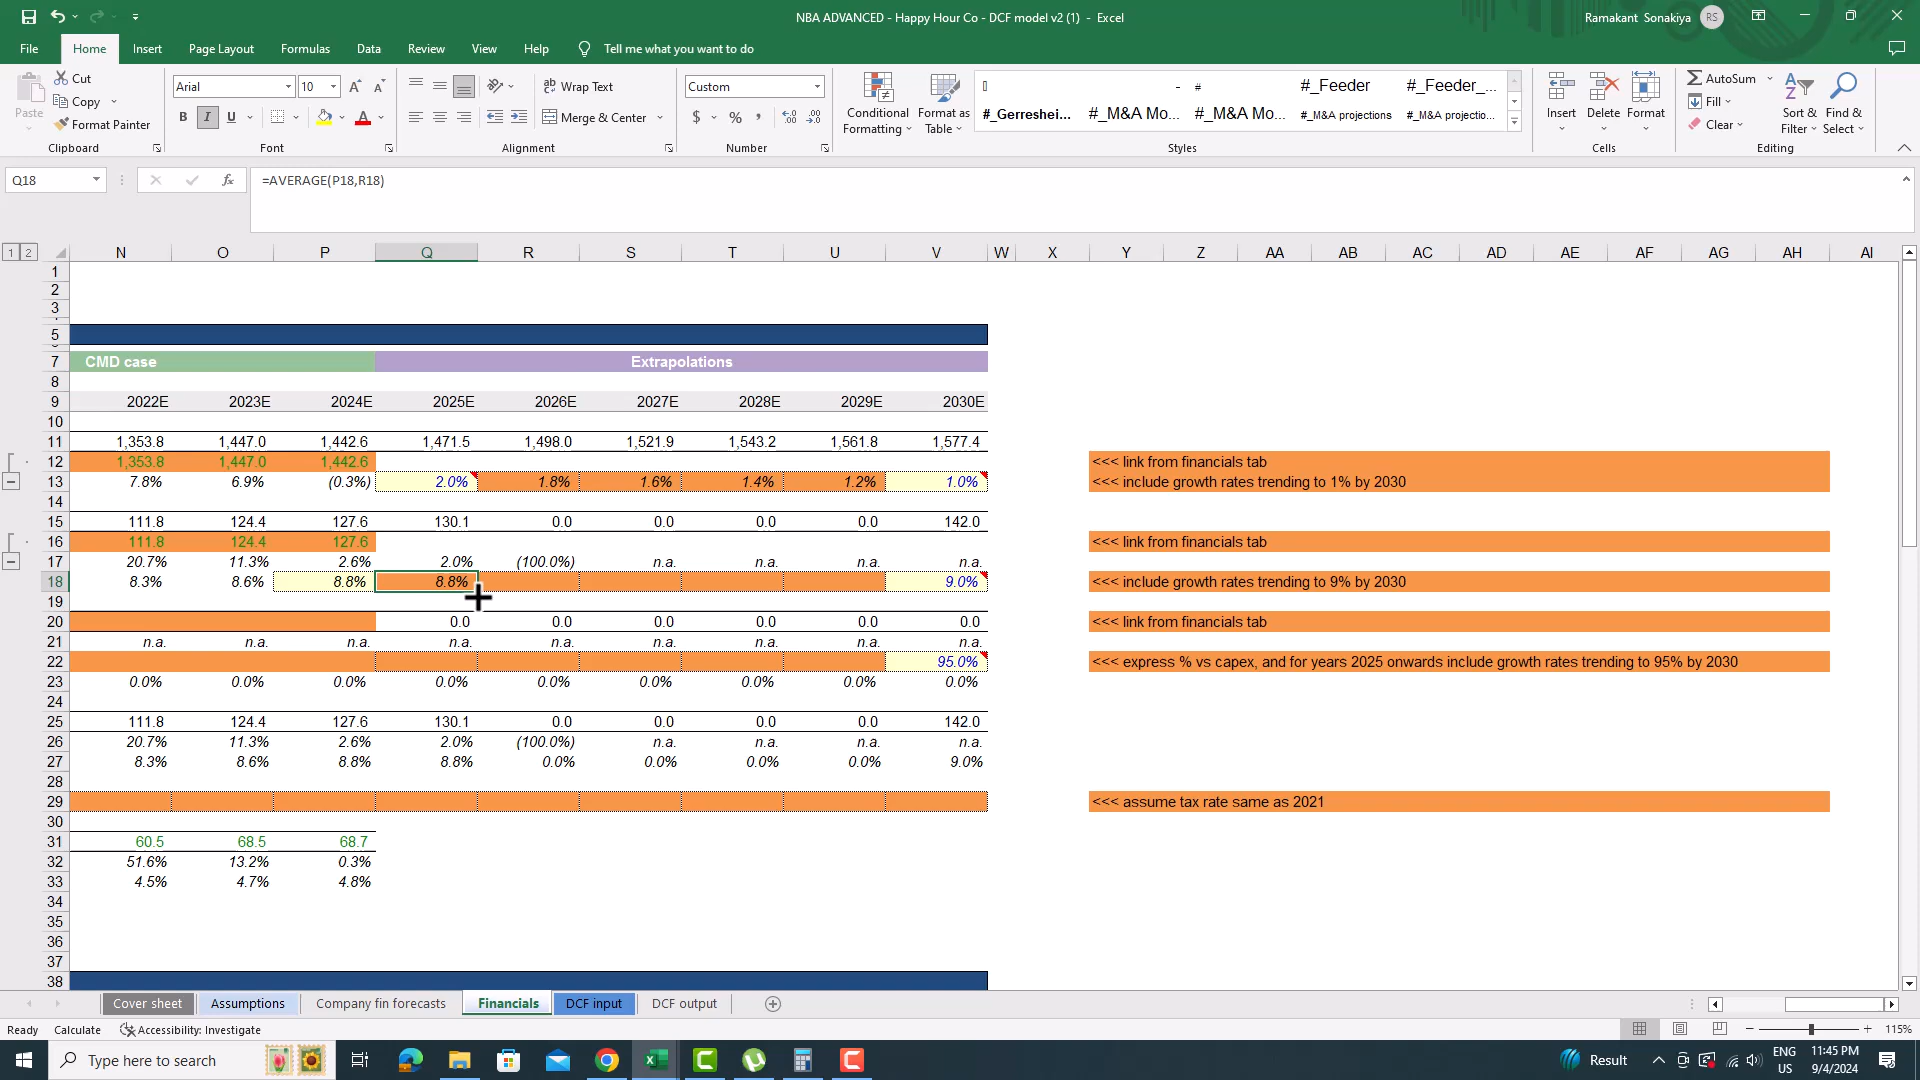 NBA ADVANCED - Happy Hour Co - DCF model v2 (1) - Excel
Ramakant Sonakiya RS
File Home Insert Page Layout Formulas Data Review View Help Tell me what you want to do
Paste Cut Copy Format Painter Clipboard
Arial 10 B I U Font
Wrap Text Merge & Center Alignment
Custom $ % , Number
Conditional Formatting Format as Table
- # #_Feeder #_Feeder_...
#_Gerreshei... #_M&A Mo... #_M&A Mo... #_M&A projections #_M&A projectio...
Styles
Insert Delete Format Cells
AutoSum Fill Clear Sort & Filter Find & Select Editing
Q18 fx =AVERAGE(P18,R18)
1 2 N O P Q R S T U V W X Y Z AA AB AC AD AE AF AG AH AI
1
2
3
5
7 CMD case Extrapolations
8
9 2022E 2023E 2024E 2025E 2026E 2027E 2028E 2029E 2030E
10
11 1,353.8 1,447.0 1,442.6 1,471.5 1,498.0 1,521.9 1,543.2 1,561.8 1,577.4
12 1,353.8 1,447.0 1,442.6 <<< link from financials tab
13 7.8% 6.9% (0.3%) 2.0% 1.8% 1.6% 1.4% 1.2% 1.0% <<< include growth rates trending to 1% by 2030
14
15 111.8 124.4 127.6 130.1 0.0 0.0 0.0 0.0 142.0
16 111.8 124.4 127.6 <<< link from financials tab
17 20.7% 11.3% 2.6% 2.0% (100.0%) n.a. n.a. n.a. n.a.
18 8.3% 8.6% 8.8% 8.8% 9.0% <<< include growth rates trending to 9% by 2030
19
20 0.0 0.0 0.0 0.0 0.0 0.0 <<< link from financials tab
21 n.a. n.a. n.a. n.a. n.a. n.a. n.a. n.a. n.a.
22 95.0% <<< express % vs capex, and for years 2025 onwards include growth rates trending to 95% by 2030
23 0.0% 0.0% 0.0% 0.0% 0.0% 0.0% 0.0% 0.0% 0.0%
24
25 111.8 124.4 127.6 130.1 0.0 0.0 0.0 0.0 142.0
26 20.7% 11.3% 2.6% 2.0% (100.0%) n.a. n.a. n.a. n.a.
27 8.3% 8.6% 8.8% 8.8% 0.0% 0.0% 0.0% 0.0% 9.0%
28
29 <<< assume tax rate same as 2021
30
31 60.5 68.5 68.7
32 51.6% 13.2% 0.3%
33 4.5% 4.7% 4.8%
34
35
36
37
38
Cover sheet Assumptions Company fin forecasts Financials DCF input DCF output
Ready Calculate Accessibility: Investigate 115%
Type here to search Result ENG US 11:45 PM 9/4/2024